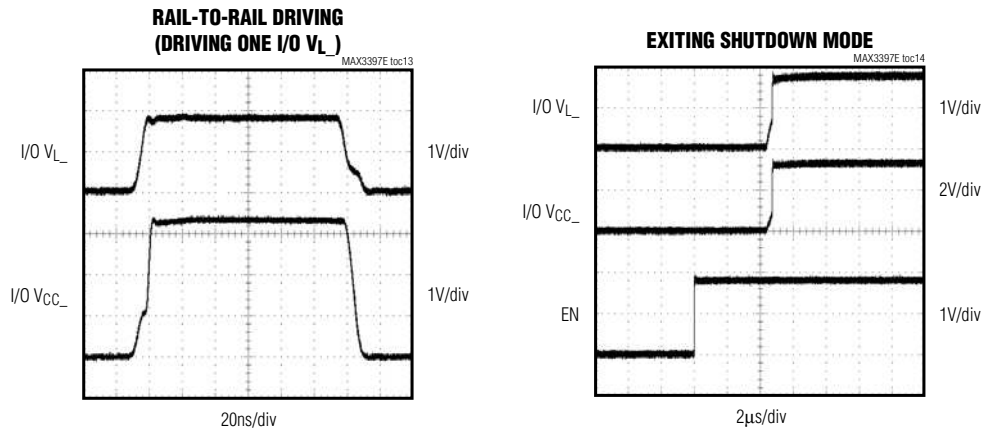 RAIL-TO-RAIL DRIVING
(DRIVING ONE I/O VL_)
MAX3397E toc13
I/O VL_
1V/div
I/O VCC_
1V/div
20ns/div
EXITING SHUTDOWN MODE
MAX3397E toc14
I/O VL_
1V/div
I/O VCC_
2V/div
EN
1V/div
2μs/div